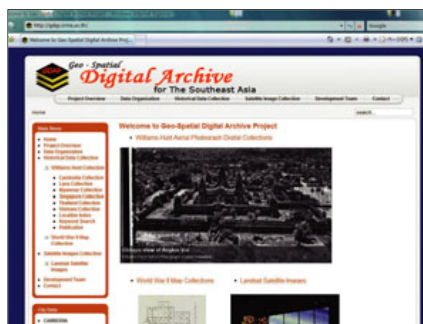 Welcome to Geo-Spatial Digital Archive Proj...
Google
Geo - Spatial
Digital Archive
for The Southeast Asia
Project Overview Data Organization Historical Data Collection Satellite Image Collection Development Team Contact
Home
search...
Main Menu
Home
Project Overview
Data Organization
Historical Data Collection
Williams-Hunt Collection
Cambodia Collection
Laos Collection
Myanmar Collection
Singapore Collection
Thailand Collection
Vietnam Collection
Location Index
Keyword Search
Publication
World War II Map
Collection
Satellite Images Collection
Landsat Satellite
Images
Development Team
Contact
CAMBODIA
Welcome to Geo-Spatial Digital Archive Project
Williams-Hunt Aerial Photograph Digital Collections
World War II Map Collections
Landsat Satellite Images